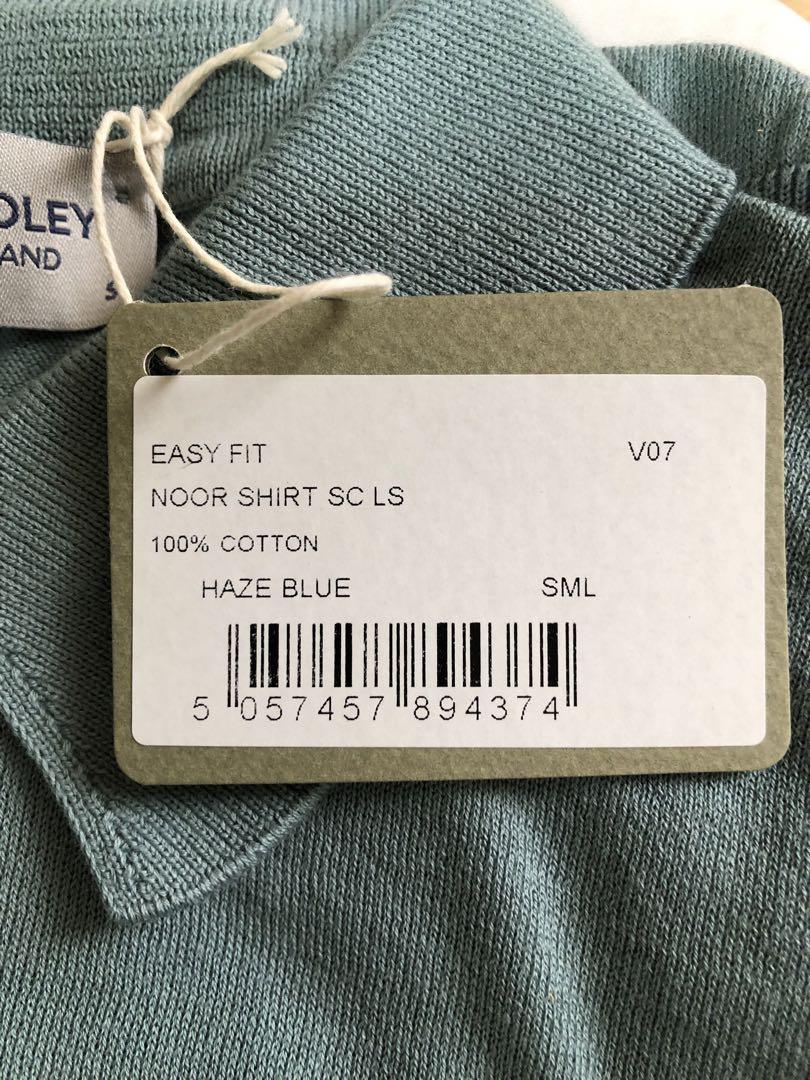 OLEY
AND
S
EASY FIT V07
NOOR SHIRT SC LS
100% COTTON
HAZE BLUE SML
5 057457 894374